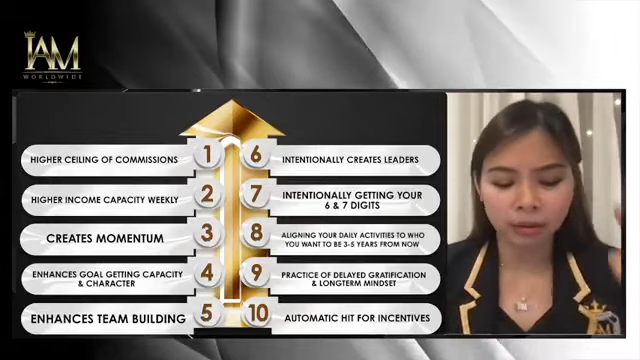 IAM
WORLDWIDE
HIGHER CEILING OF COMMISSIONS
1
HIGHER INCOME CAPACITY WEEKLY
2
CREATES MOMENTUM
3
ENHANCES GOAL GETTING CAPACITY
& CHARACTER
4
ENHANCES TEAM BUILDING
5
6
INTENTIONALLY CREATES LEADERS
7
INTENTIONALLY GETTING YOUR
6 & 7 DIGITS
8
ALIGNING YOUR DAILY ACTIVITIES TO WHO
YOU WANT TO BE 3-5 YEARS FROM NOW
9
PRACTICE OF DELAYED GRATIFICATION
& LONGTERM MINDSET
10
AUTOMATIC HIT FOR INCENTIVES